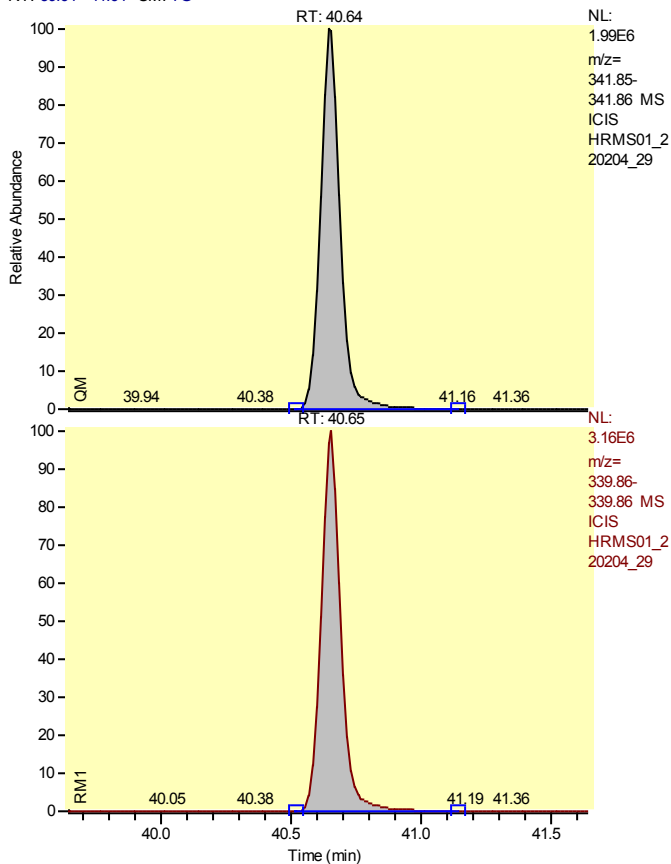 RT: 40.64
100
90
80
70
60
50
40
30
20
10
0
Relative Abundance
QM
39.94 40.38 41.16 41.36
NL:
1.99E6
m/z=
341.85-
341.86 MS
ICIS
HRMS01_2
20204_29
RT: 40.65
100
90
80
70
60
50
40
30
20
10
0
RM1
40.05 40.38 41.19 41.36
NL:
3.16E6
m/z=
339.86-
339.86 MS
ICIS
HRMS01_2
20204_29
40.0 40.5 41.0 41.5
Time (min)